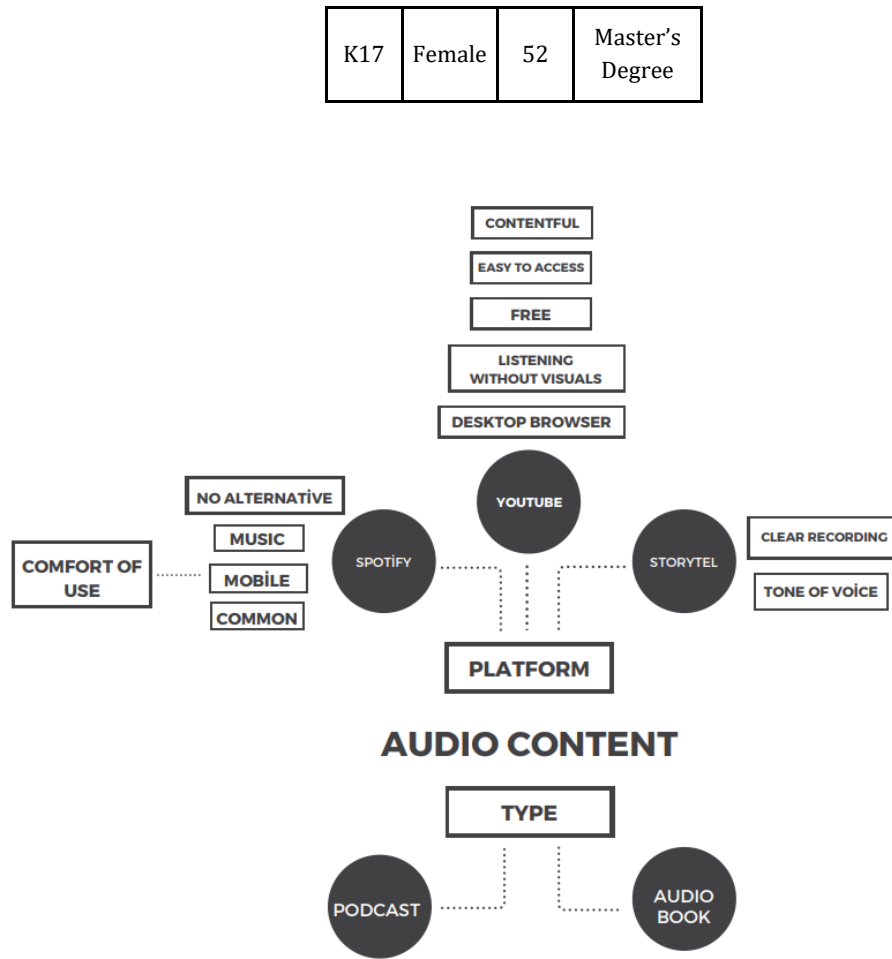 K17 Female 52 Master’s
Degree
CONTENTFUL
EASY TO ACCESS
FREE
LISTENING
WITHOUT VISUALS
DESKTOP BROWSER
YOUTUBE
NO ALTERNATİVE
MUSIC
MOBİLE
COMMON
COMFORT OF
USE
SPOTİFY
STORYTEL
CLEAR RECORDING
TONE OF VOİCE
PLATFORM
AUDIO CONTENT
TYPE
PODCAST
AUDIO
BOOK